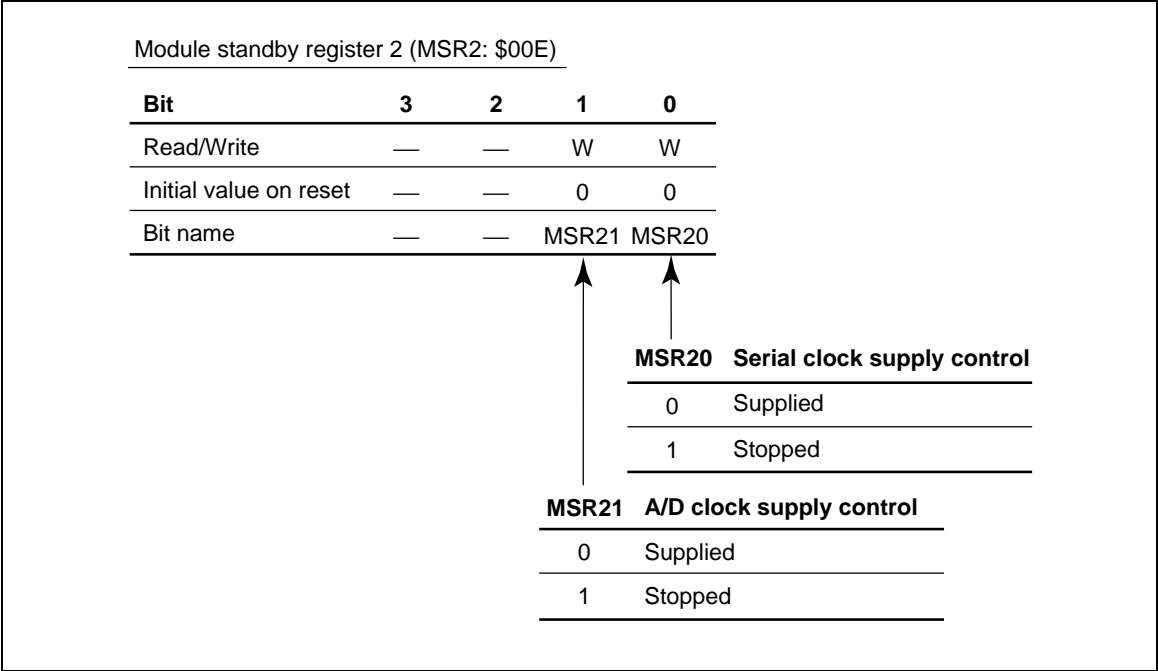 Module standby register 2 (MSR2: $00E)
Bit 3 2 1 0
Read/Write — — W W
Initial value on reset — — 0 0
Bit name — — MSR21 MSR20
MSR20 Serial clock supply control
0 Supplied
1 Stopped
MSR21 A/D clock supply control
0 Supplied
1 Stopped